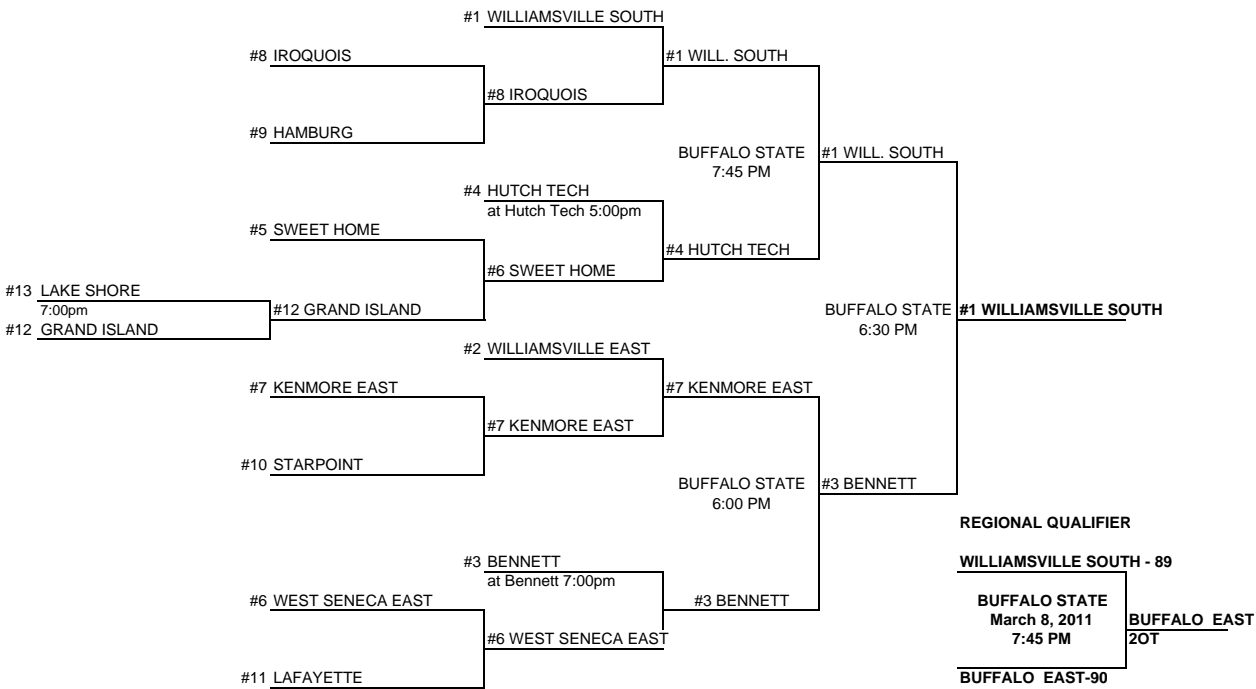 #1 WILLIAMSVILLE SOUTH
#8 IROQUOIS
#1 WILL. SOUTH
#8 IROQUOIS
#9 HAMBURG
BUFFALO STATE
7:45 PM
#1 WILL. SOUTH
#4 HUTCH TECH
at Hutch Tech 5:00pm
#5 SWEET HOME
#4 HUTCH TECH
#6 SWEET HOME
#13 LAKE SHORE
7:00pm
#12 GRAND ISLAND
#12 GRAND ISLAND
BUFFALO STATE
6:30 PM
#1 WILLIAMSVILLE SOUTH
#2 WILLIAMSVILLE EAST
#7 KENMORE EAST
#7 KENMORE EAST
#7 KENMORE EAST
#10 STARPOINT
BUFFALO STATE
6:00 PM
#3 BENNETT
REGIONAL QUALIFIER
#3 BENNETT
at Bennett 7:00pm
#6 WEST SENECA EAST
#3 BENNETT
#6 WEST SENECA EAST
#11 LAFAYETTE
WILLIAMSVILLE SOUTH - 89
BUFFALO STATE
March 8, 2011
7:45 PM
BUFFALO EAST
2OT
BUFFALO EAST-90